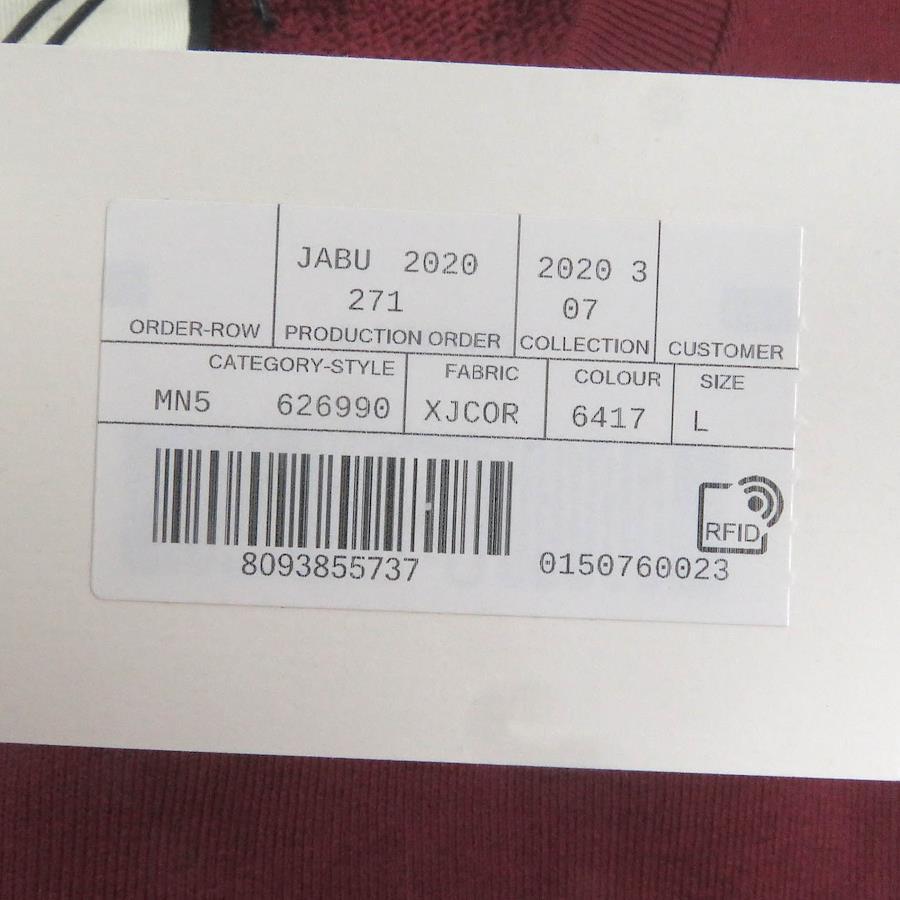 JABU 2020
271
2020 3
07
ORDER-ROW
PRODUCTION ORDER
COLLECTION
CUSTOMER
CATEGORY-STYLE
FABRIC
COLOUR
SIZE
MN5 626990
XJCOR
6417
L
RFID
8093855737
0150760023